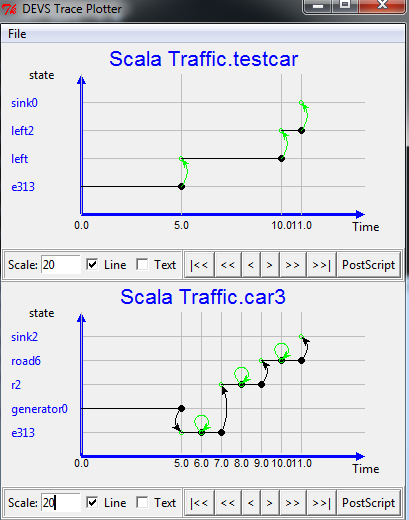 DEVS Trace Plotter
File
Scala Traffic.testcar
state
sink0
left2
left
e313
0.0 5.0 10.011.0
Time
Scale: 20 Line Text |<< << < > >> >>| PostScript
Scala Traffic.car3
state
sink2
road6
r2
generator0
e313
0.0 5.0 6.0 7.0 8.0 9.0 10.011.0
Time
Scale: 20 Line Text |<< << < > >> >>| PostScript